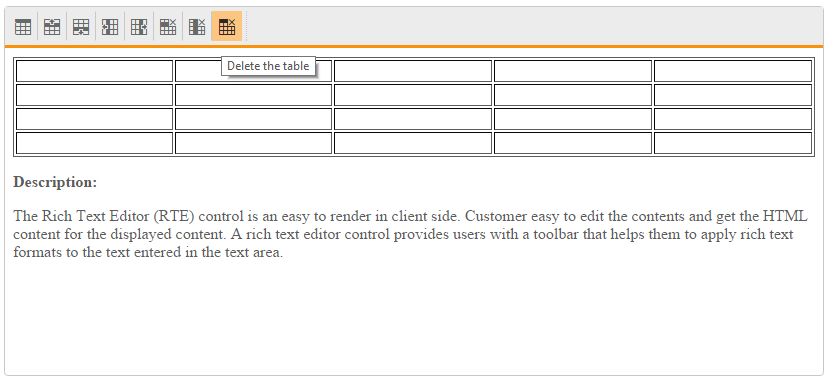 Delete the table
Description:
The Rich Text Editor (RTE) control is an easy to render in client side. Customer easy to edit the contents and get the HTML
content for the displayed content. A rich text editor control provides users with a toolbar that helps them to apply rich text
formats to the text entered in the text area.